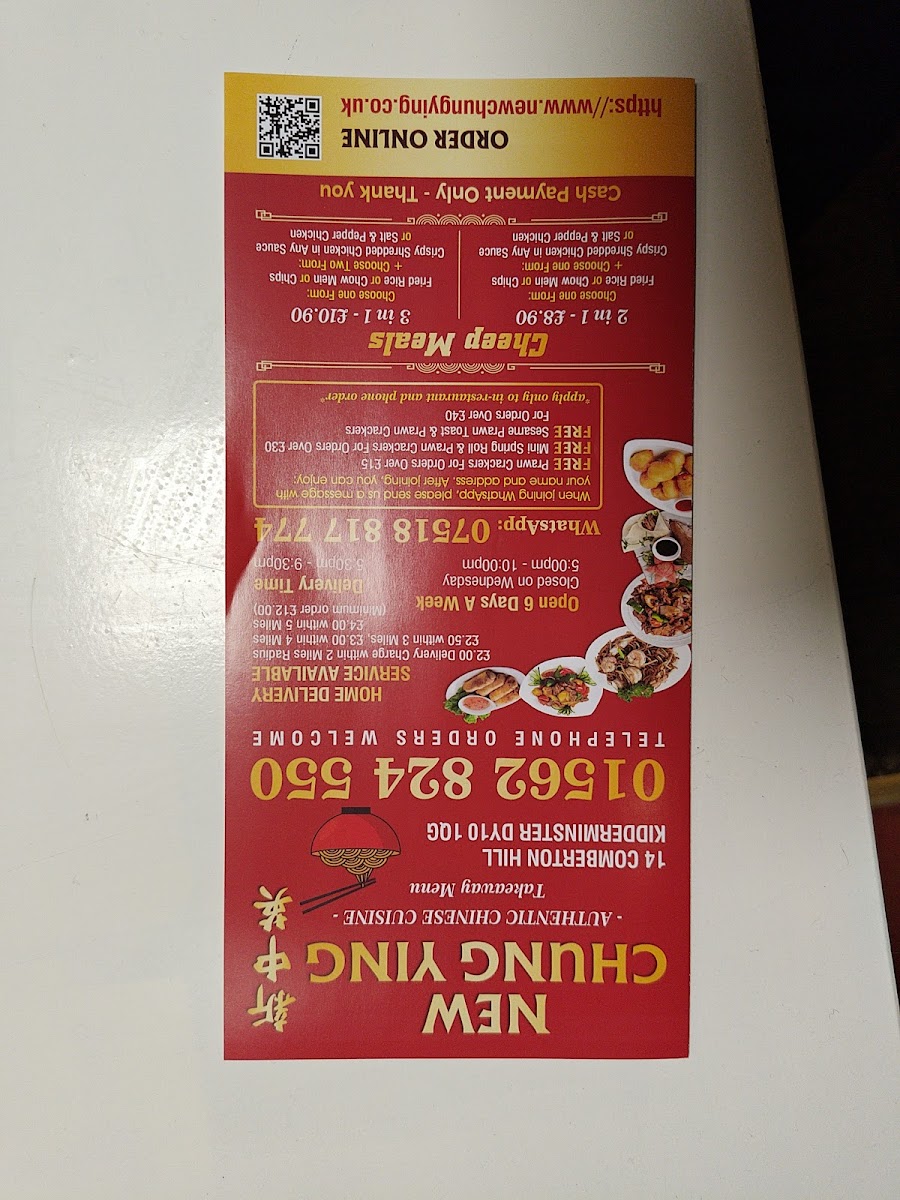 NEW
CHUNG YING
新中英
- AUTHENTIC CHINESE CUISINE -
Takeaway Menu
14 COMBERTON HILL
KIDDERMINSTER DY10 1QG
01562 824 550
TELEPHONE ORDERS WELCOME
HOME DELIVERY
SERVICE AVAILABLE
£2.00 Delivery Charge within 2 Miles Radius
£2.50 within 3 Miles, £3.00 within 4 Miles
£4.00 within 5 Miles
(Minimum order £12.00)
Open 6 Days A Week
Closed on Wednesday
5:00pm - 10:00pm
Delivery Time
5:30pm - 9:30pm
WhatsApp: 07518 817 774
When joining WhatsApp, please send us a message with
your name and address, After joining, you can enjoy:
FREE Prawn Crackers For Orders Over £15
FREE Mini Spring Roll & Prawn Crackers For Orders Over £30
FREE Sesame Prawn Toast & Prawn Crackers
For Orders Over £40
*apply only to in-restaurant and phone order*
Cheep Meals
2 in 1 - £8.90
Choose one From:
Fried Rice or Chow Mein or Chips
+ Choose one From:
Crispy Shredded Chicken in Any Sauce
or Salt & Pepper Chicken
3 in 1 - £10.90
Choose one From:
Fried Rice or Chow Mein or Chips
+ Choose Two From:
Crispy Shredded Chicken in Any Sauce
or Salt & Pepper Chicken
Cash Payment Only - Thank you
ORDER ONLINE
https://www.newchungying.co.uk